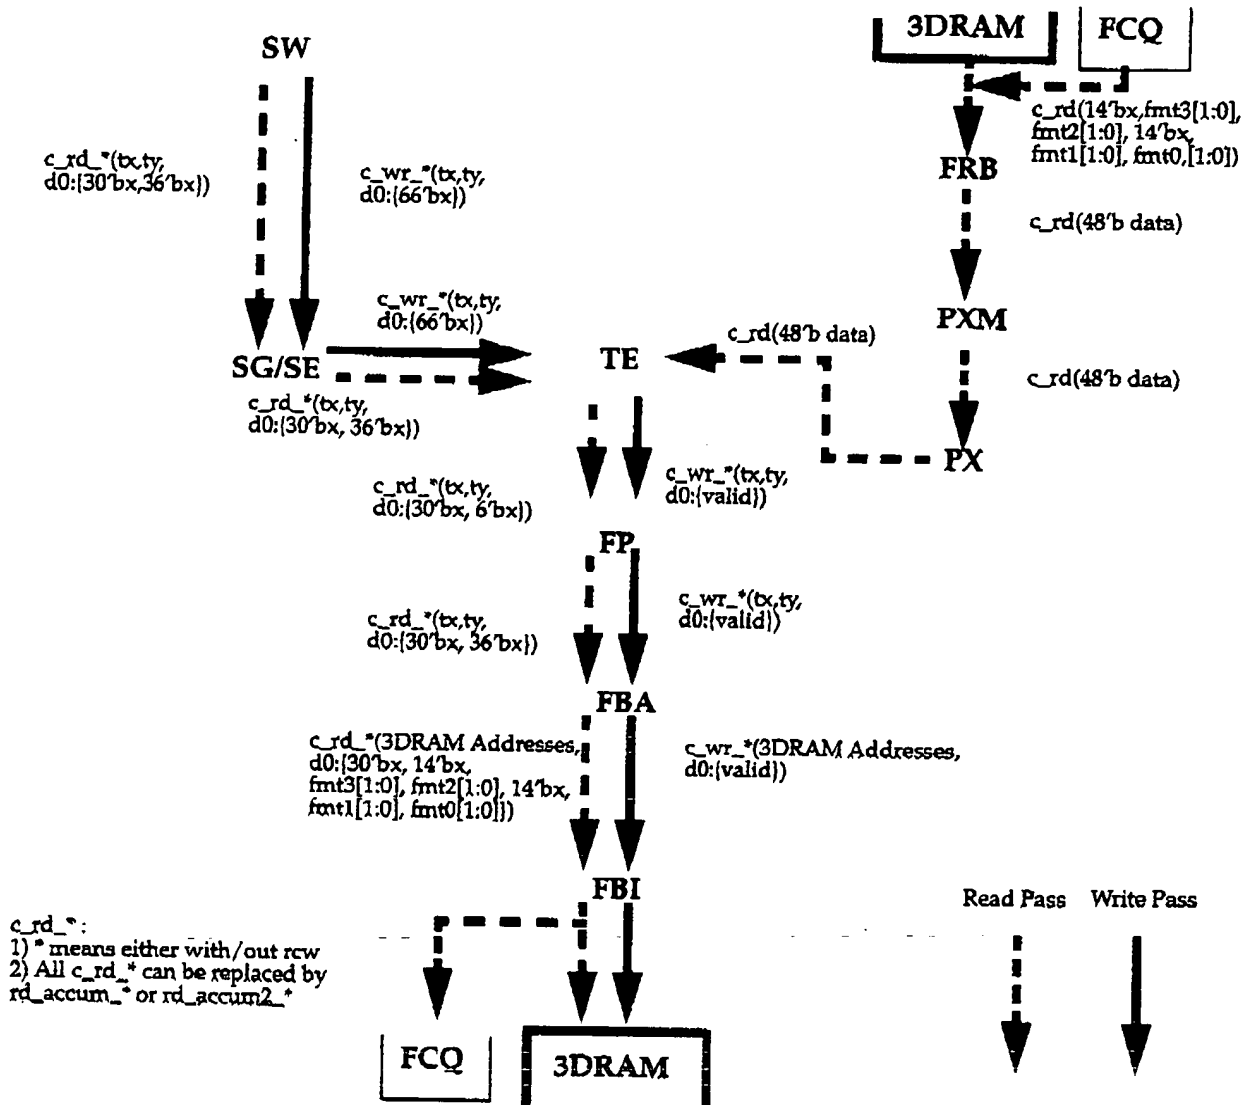 3DRAM
FCQ
SW
c_rd(14'bx,fmt3[1:0],
fmt2[1:0], 14'bx,
fmt1[1:0], fmt0,[1:0])
c_rd_*(tx,ty,
d0:{30'bx,36'bx})
c_wr_*(tx,ty,
d0:{66'bx})
FRB
c_rd(48'b data)
c_wr_*(tx,ty,
d0:{66'bx})
PXM
c_rd(48'b data)
SG/SE
TE
c_rd(48'b data)
c_rd_*(tx,ty,
d0:{30'bx, 36'bx})
PX
c_rd_*(tx,ty,
d0:{30'bx, 6'bx})
c_wr_*(tx,ty,
d0:{valid})
FP
c_rd_*(tx,ty,
d0:{30'bx, 36'bx})
c_wr_*(tx,ty,
d0:{valid})
FBA
c_rd_*(3DRAM Addresses,
d0:{30'bx, 14'bx,
fmt3[1:0], fmt2[1:0], 14'bx,
fmt1[1:0], fmt0[1:0]})
c_wr_*(3DRAM Addresses,
d0:{valid})
FBI
Read Pass
Write Pass
c_rd_* :
1) * means either with/out rcw
2) All c_rd_* can be replaced by
rd_accum_* or rd_accum2_*
FCQ
3DRAM